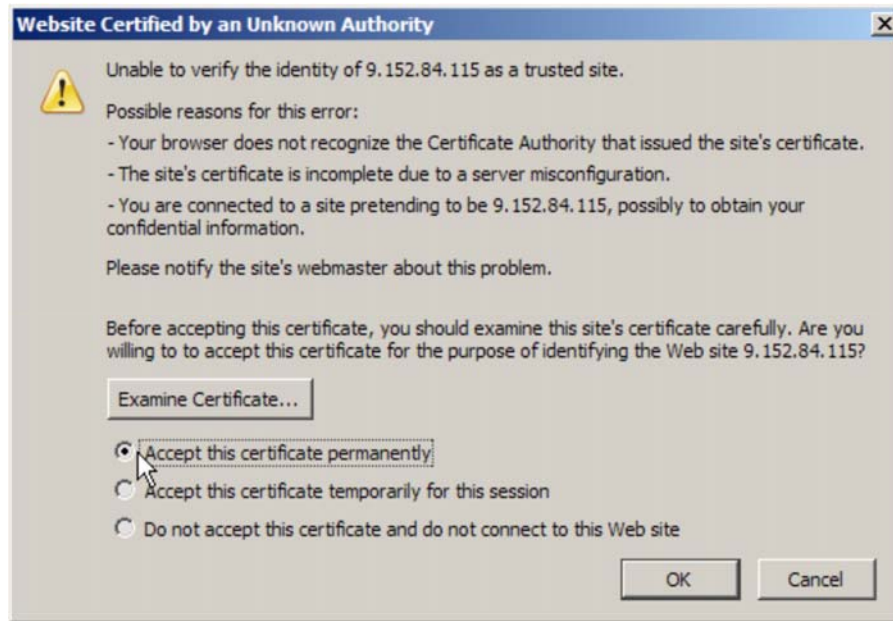 Website Certified by an Unknown Authority
Unable to verify the identity of 9.152.84.115 as a trusted site.
Possible reasons for this error:
- Your browser does not recognize the Certificate Authority that issued the site's certificate.
- The site's certificate is incomplete due to a server misconfiguration.
- You are connected to a site pretending to be 9.152.84.115, possibly to obtain your
confidential information.
Please notify the site's webmaster about this problem.
Before accepting this certificate, you should examine this site's certificate carefully. Are you
willing to to accept this certificate for the purpose of identifying the Web site 9.152.84.115?
Examine Certificate...
Accept this certificate permanently
Accept this certificate temporarily for this session
Do not accept this certificate and do not connect to this Web site
OK Cancel